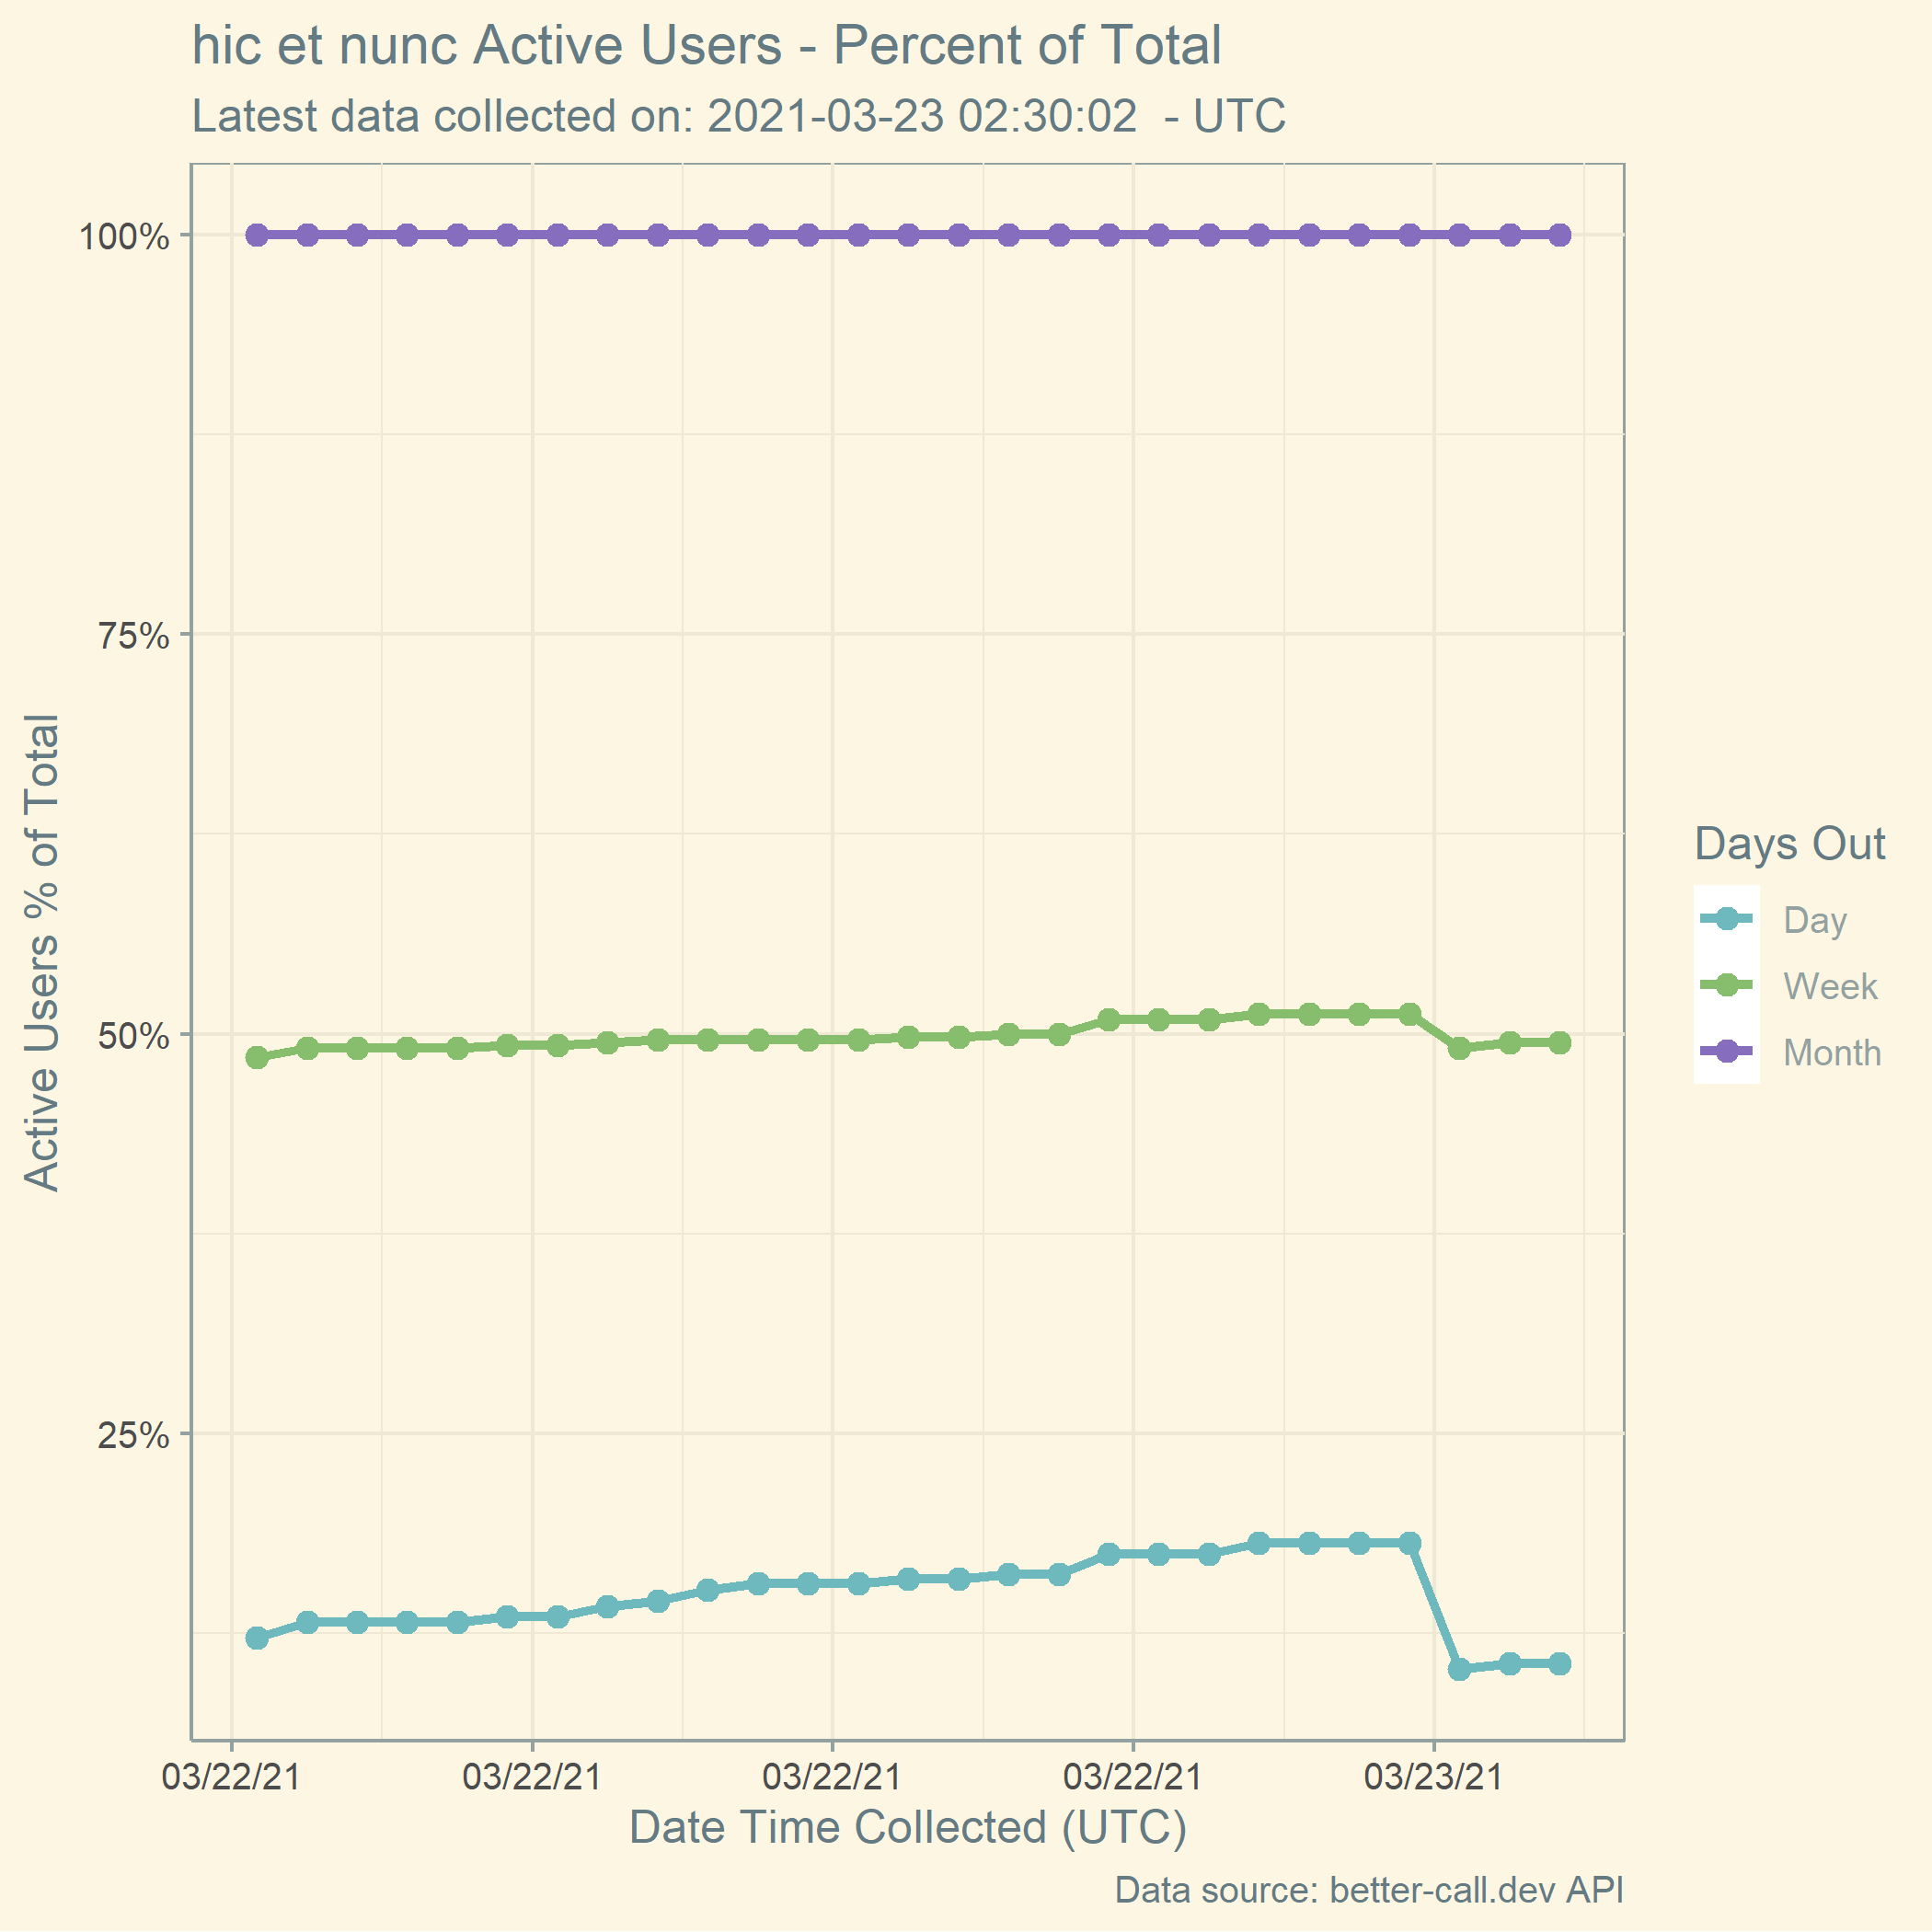 hic et nunc Active Users - Percent of Total
Latest data collected on: 2021-03-23 02:30:02  - UTC
Active Users % of Total
100%
75%
50%
25%
03/22/21 03/22/21 03/22/21 03/22/21 03/23/21
Date Time Collected (UTC)
Days Out
Day
Week
Month
Data source: better-call.dev API